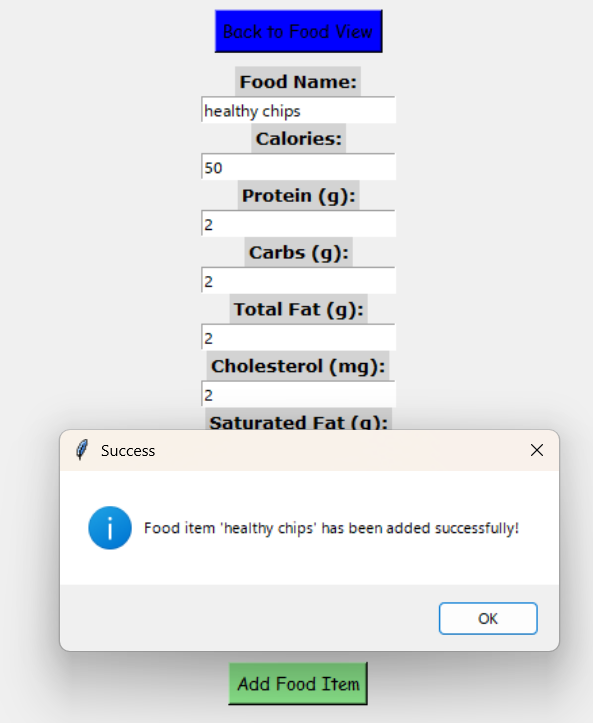 Back to Food View
Food Name:
healthy chips
Calories:
50
Protein (g):
2
Carbs (g):
2
Total Fat (g):
2
Cholesterol (mg):
2
Saturated Fat (g):
Success
Food item 'healthy chips' has been added successfully!
OK
Add Food Item